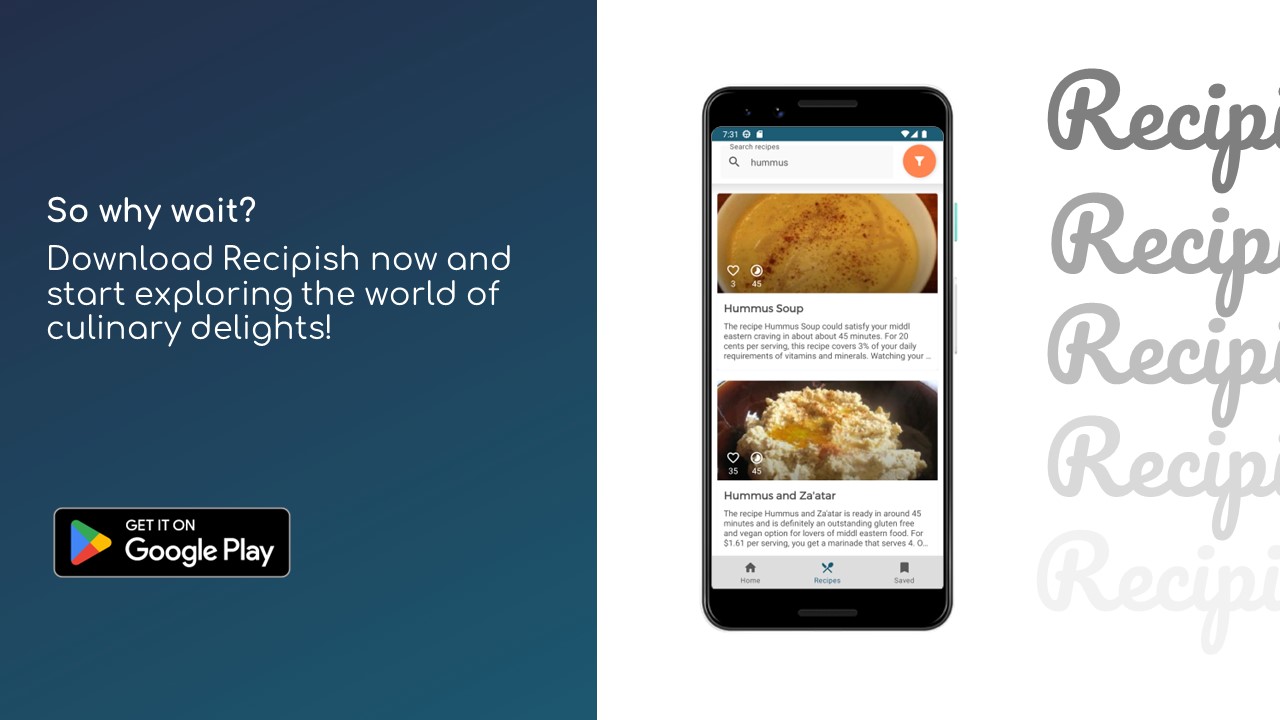 So why wait?
Download Recipish now and
start exploring the world of
culinary delights!
GET IT ON
Google Play
7:31
Search recipes
hummus
3 45
Hummus Soup
The recipe Hummus Soup could satisfy your middl
eastern craving in about about 45 minutes. For 20
cents per serving, this recipe covers 3% of your daily
requirements of vitamins and minerals. Watching your ...
35 45
Hummus and Za'atar
The recipe Hummus and Za'atar is ready in around 45
minutes and is definitely an outstanding gluten free
and vegan option for lovers of middl eastern food. For
$1.61 per serving, you get a marinade that serves 4. O...
Home Recipes Saved
Recipi
Recipi
Recipi
Recipi
Recipi